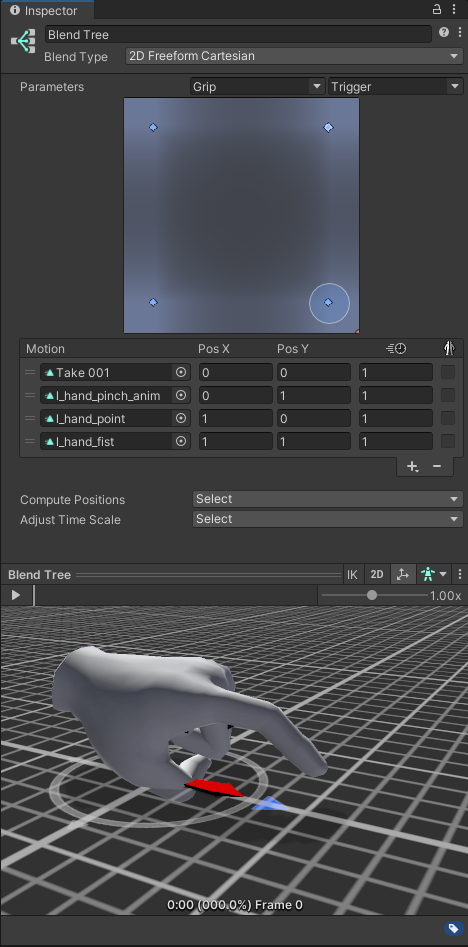 Inspector
Blend Tree
Blend Type 2D Freeform Cartesian
Parameters Grip Trigger
Motion Pos X Pos Y
Take 001 0 0 1
l_hand_pinch_anim 0 1 1
l_hand_point 1 0 1
l_hand_fist 1 1 1
Compute Positions Select
Adjust Time Scale Select
Blend Tree IK 2D
1.00x
0:00 (000.0%) Frame 0